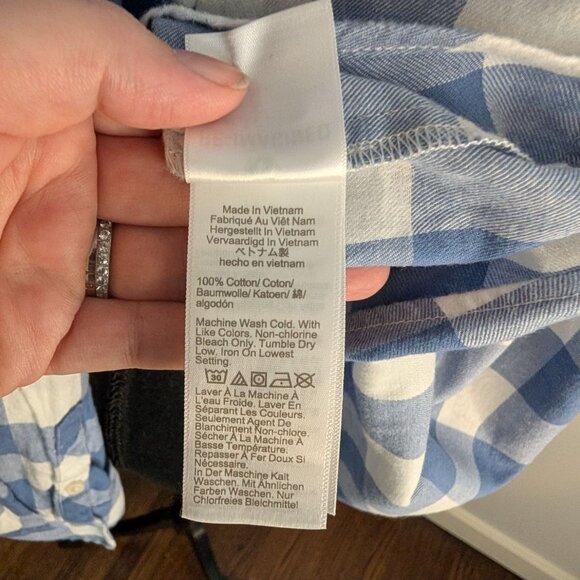 Made In Vietnam
Fabriqué Au Viêt Nam
Hergestellt In Vietnam
Vervaardigd In Vietnam
ベトナム製
hecho en vietnam
100% Cotton/ Coton/
Baumwolle/ Katoen/ 綿/
algodón
Machine Wash Cold. With
Like Colors. Non-chlorine
Bleach Only. Tumble Dry
Low. Iron On Lowest
Setting.
30
Laver À La Machine À
L'eau Froide. Laver En
Séparant Les Couleurs.
Seulement Agent De
Blanchiment Non-chlore.
Sécher À La Machine À
Basse Température.
Repasser À Fer Doux Si
Nécessaire.
In Der Maschine Kalt
Waschen. Mit Ähnlichen
Farben Waschen. Nur
Chlorfreies Bleichmittel